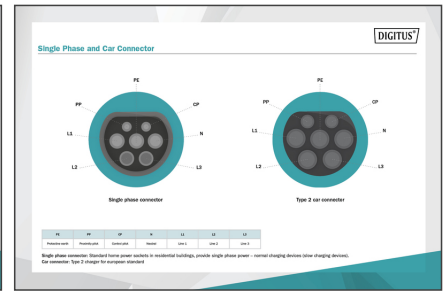 DIGITUS®
Single Phase and Car Connector
PE
PP
CP
L1
N
L2
L3
Single phase connector
PE
PP
CP
L1
N
L2
L3
Type 2 car connector
PE PP CP N L1 L2 L3
Protective earth Proximity pilot Control pilot Neutral Line 1 Line 2 Line 3
Single phase connector: Standard home power sockets in residential buildings, provide single phase power – normal charging devices (slow charging devices).
Car connector: Type 2 charger for european standard